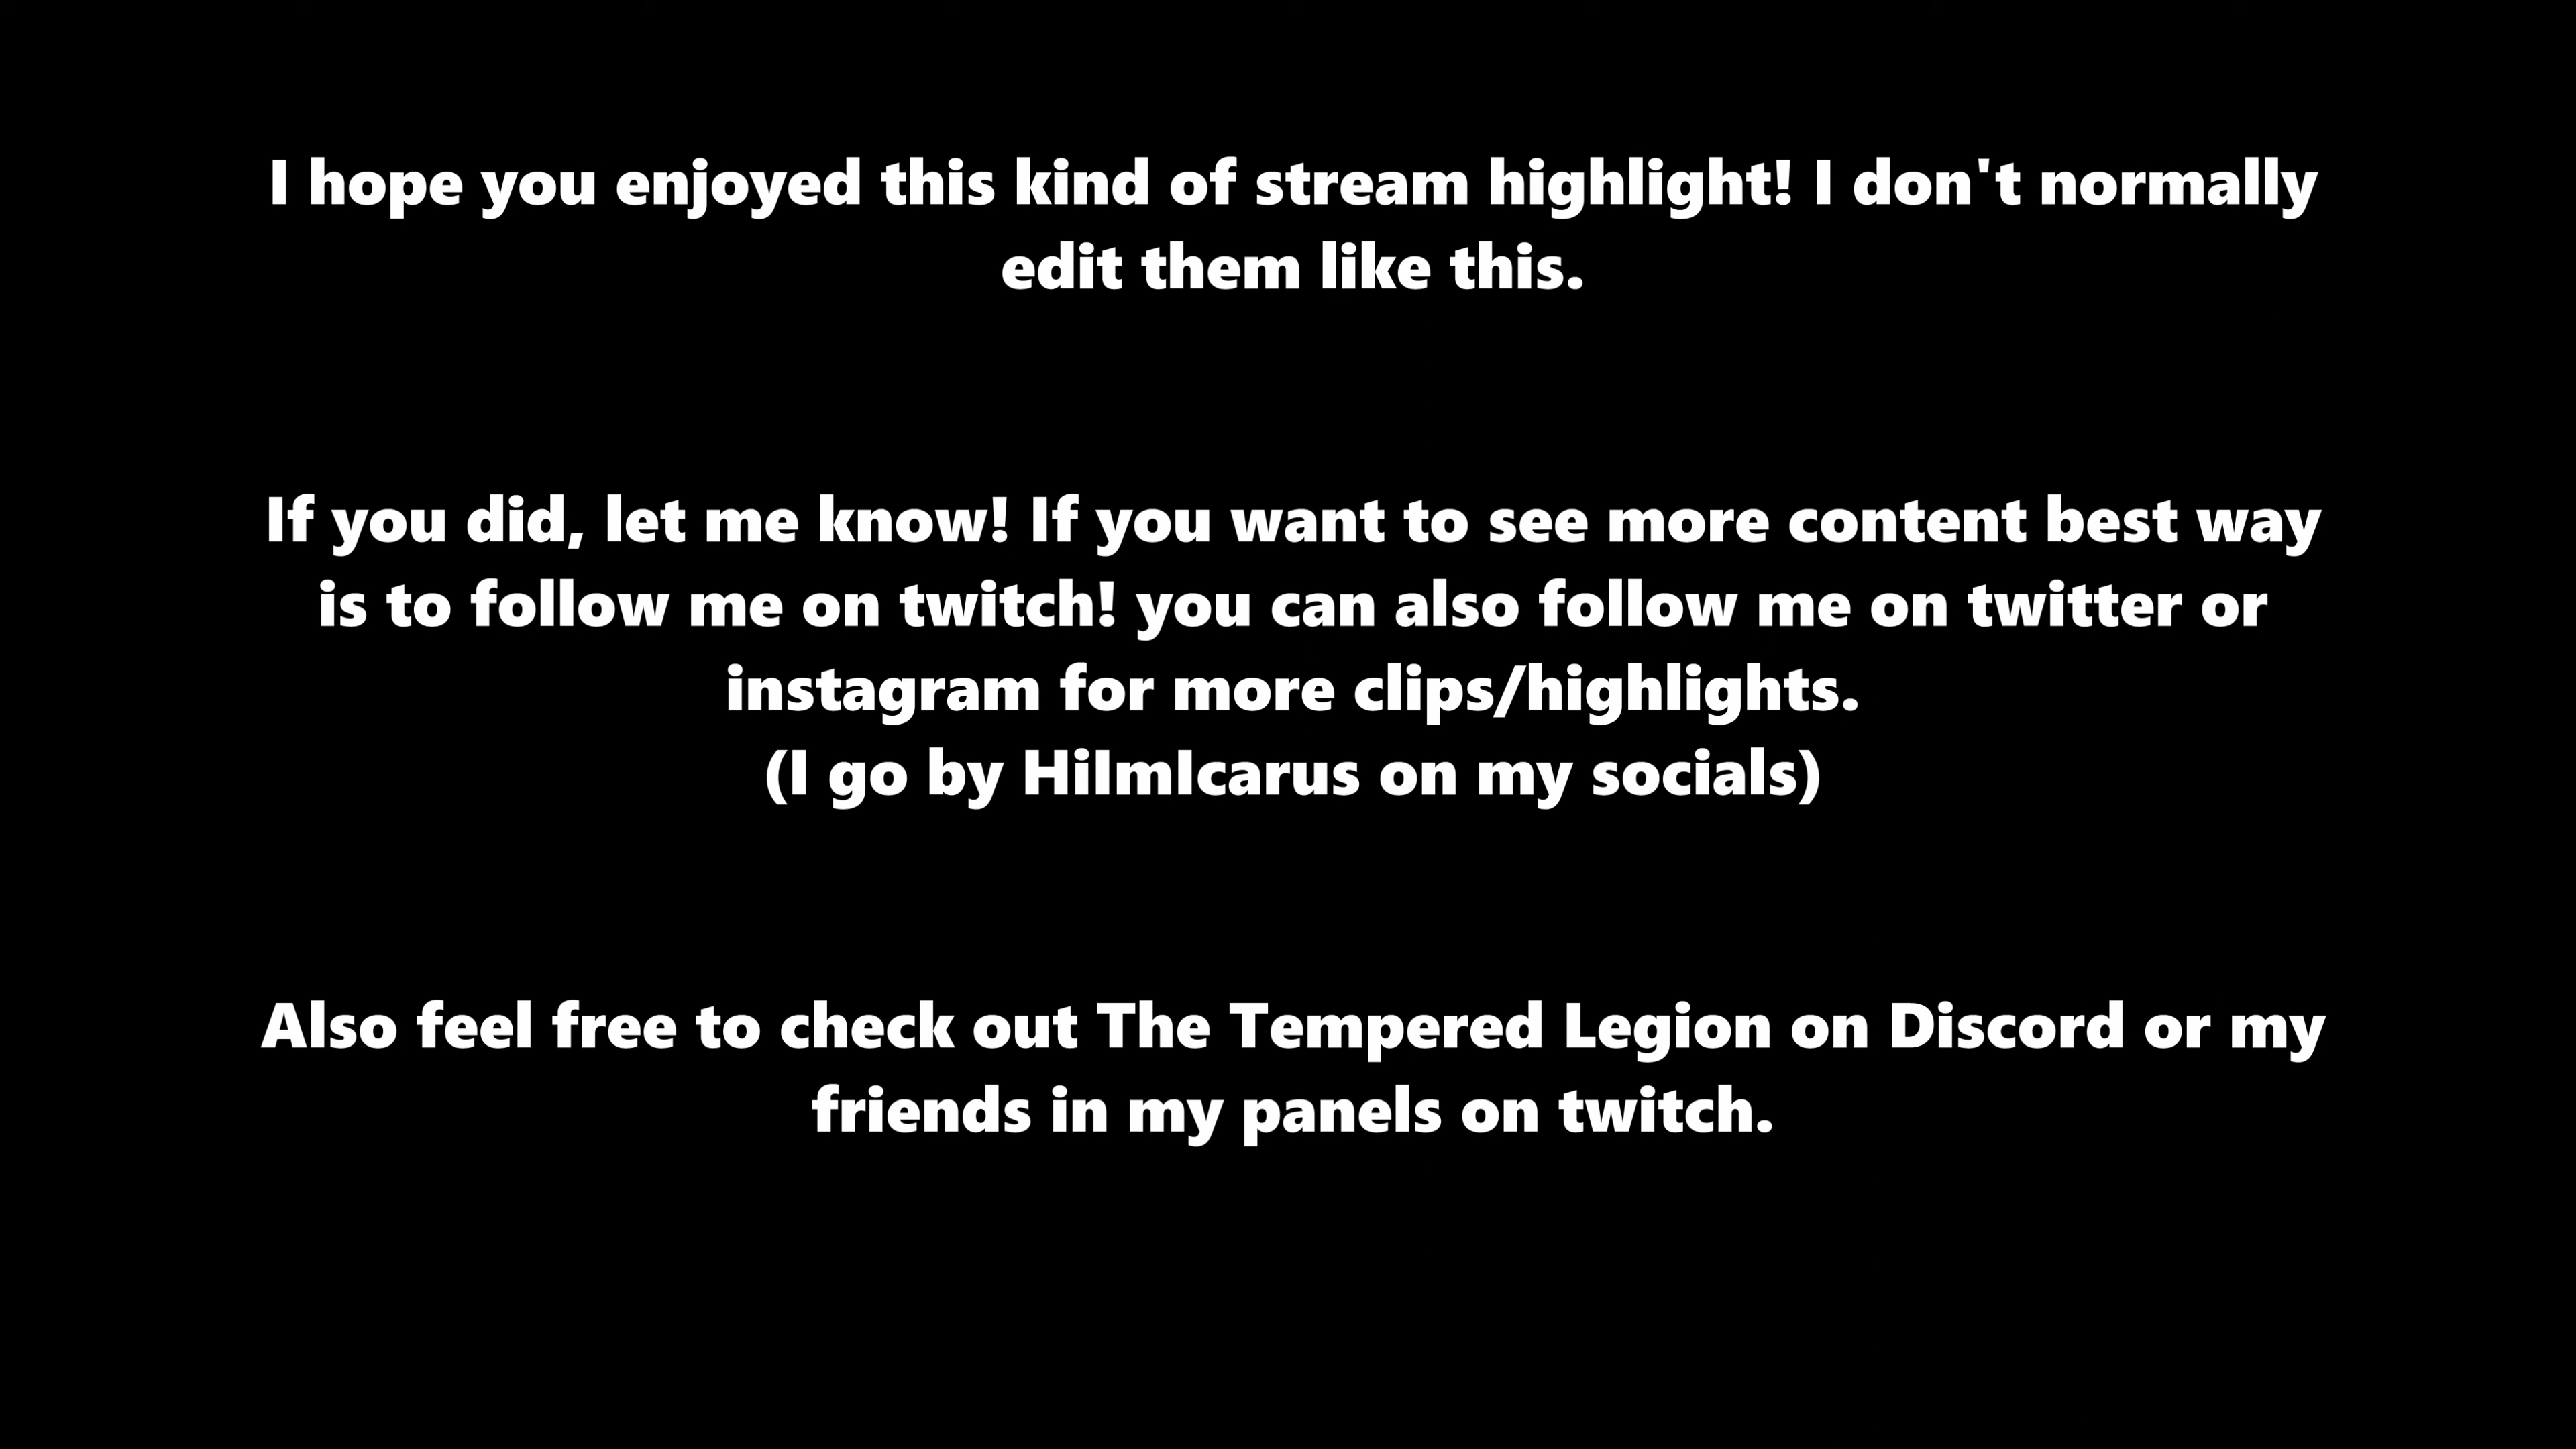 I hope you enjoyed this kind of stream highlight! I don't normally
edit them like this.
If you did, let me know! If you want to see more content best way
is to follow me on twitch! you can also follow me on twitter or
instagram for more clips/highlights.
(I go by HiImIcarus on my socials)
Also feel free to check out The Tempered Legion on Discord or my
friends in my panels on twitch.